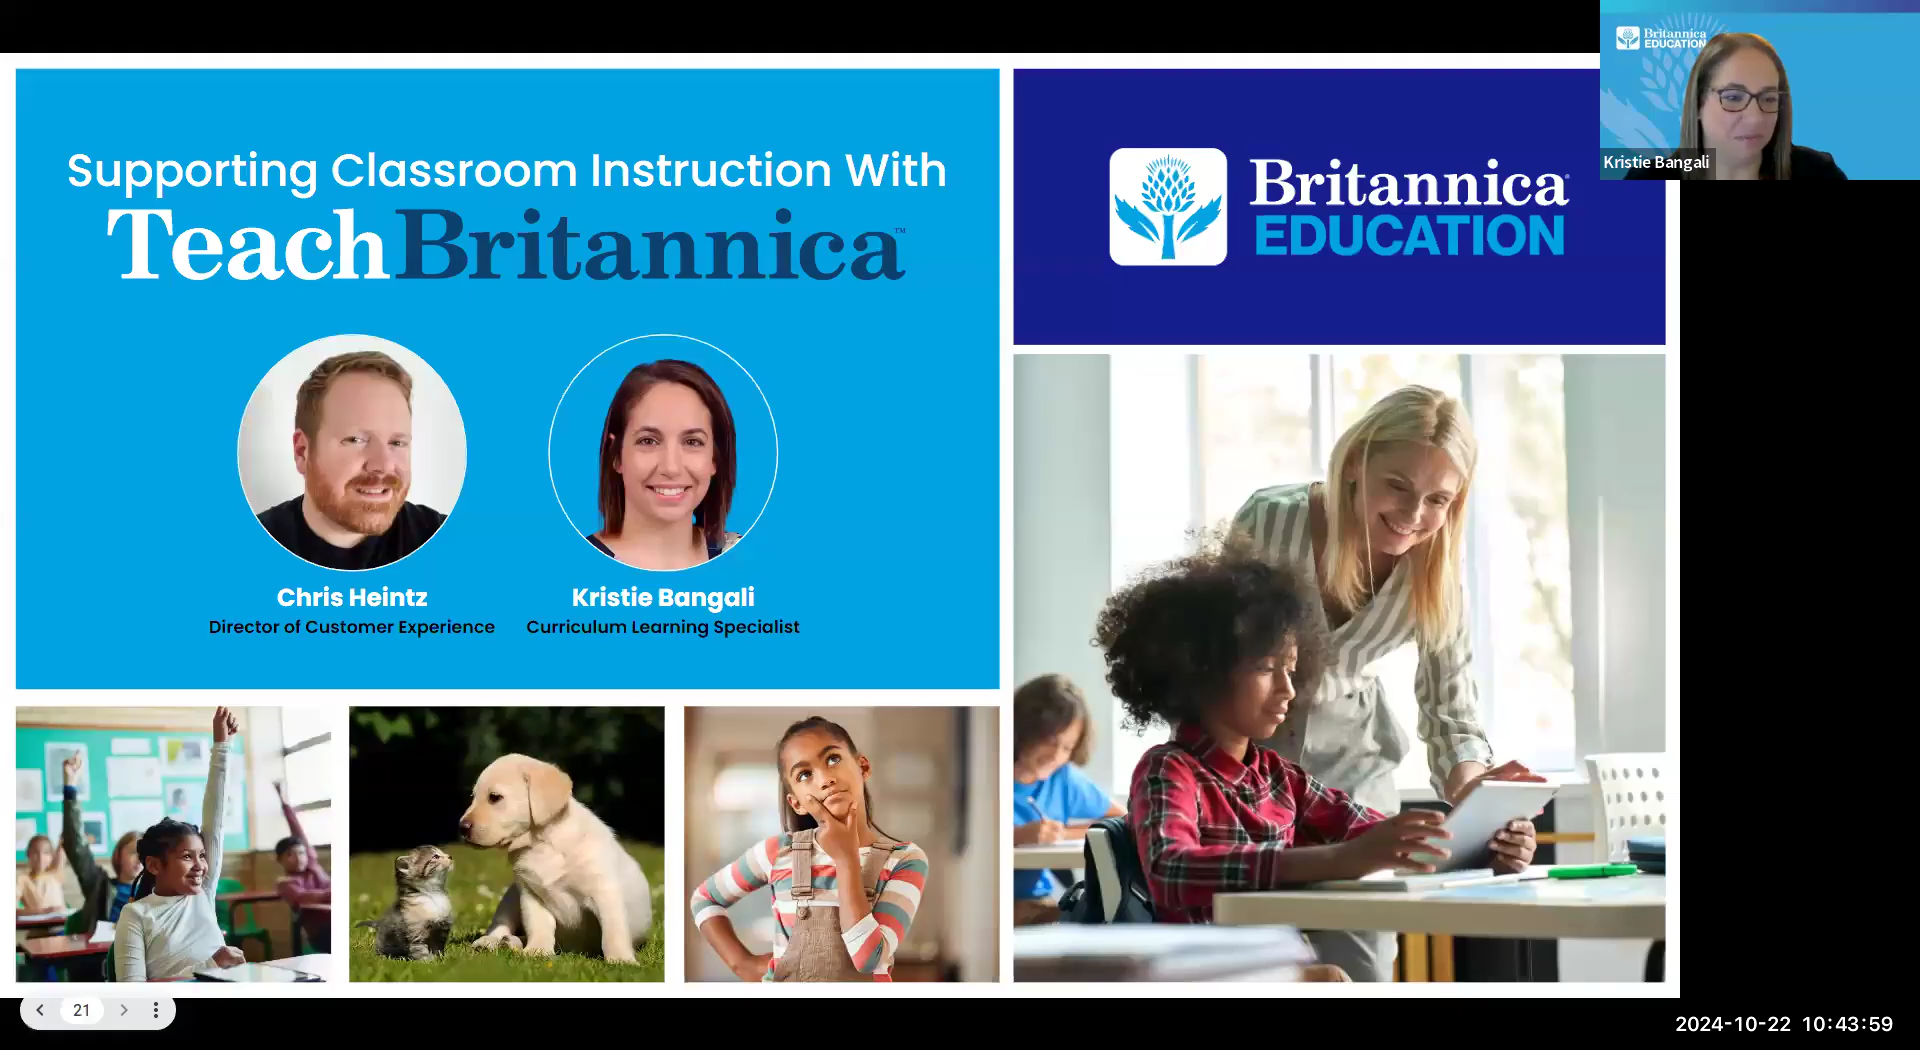 Supporting Classroom Instruction With
TeachBritannica™
Chris Heintz
Director of Customer Experience
Kristie Bangali
Curriculum Learning Specialist
Britannica®
EDUCATION
Britannica
EDUCATION
Kristie Bangali
21
2024-10-22 10:43:59